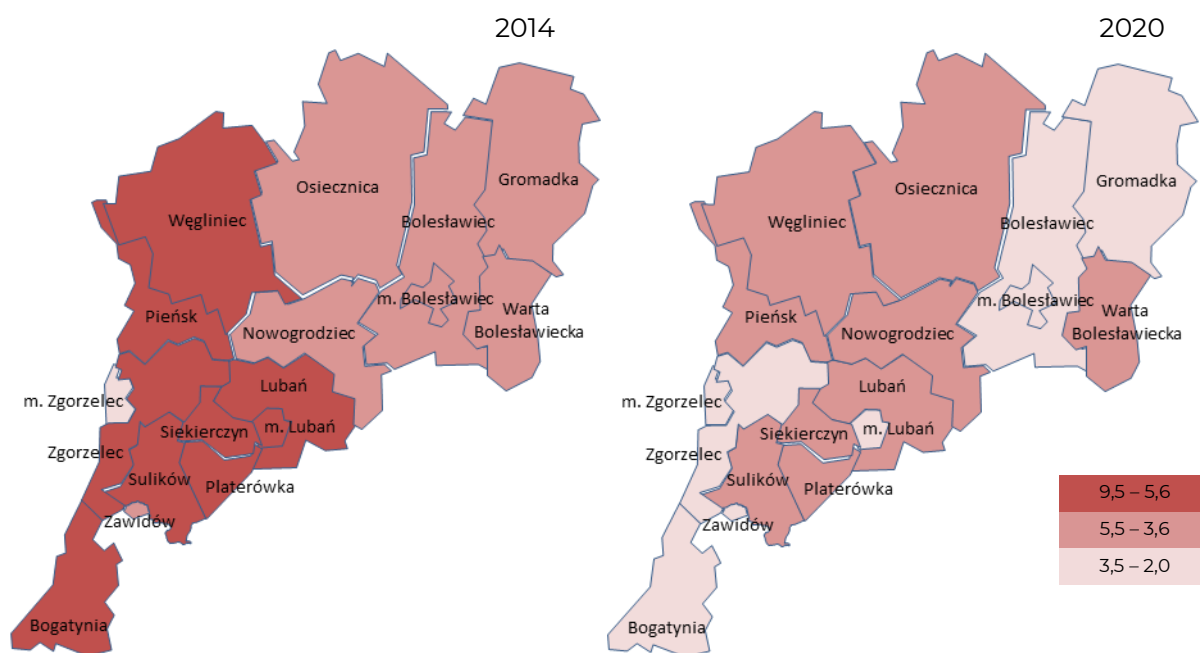 2014
Osiecznica
Gromadka
Węgliniec
Bolesławiec
m. Bolesławiec
Pieńsk
Nowogrodziec
Warta
Bolesławiecka
Lubań
m. Zgorzelec
m. Lubań
Siekierczyn
Zgorzelec
Sulików
Platerówka
Zawidów
Bogatynia
2020
Osiecznica
Gromadka
Węgliniec
Bolesławiec
m. Bolesławiec
Pieńsk
Nowogrodziec
Warta
Bolesławiecka
Lubań
m. Zgorzelec
m. Lubań
Siekierczyn
Zgorzelec
Sulików
Platerówka
Zawidów
Bogatynia
9,5 – 5,6
5,5 – 3,6
3,5 – 2,0